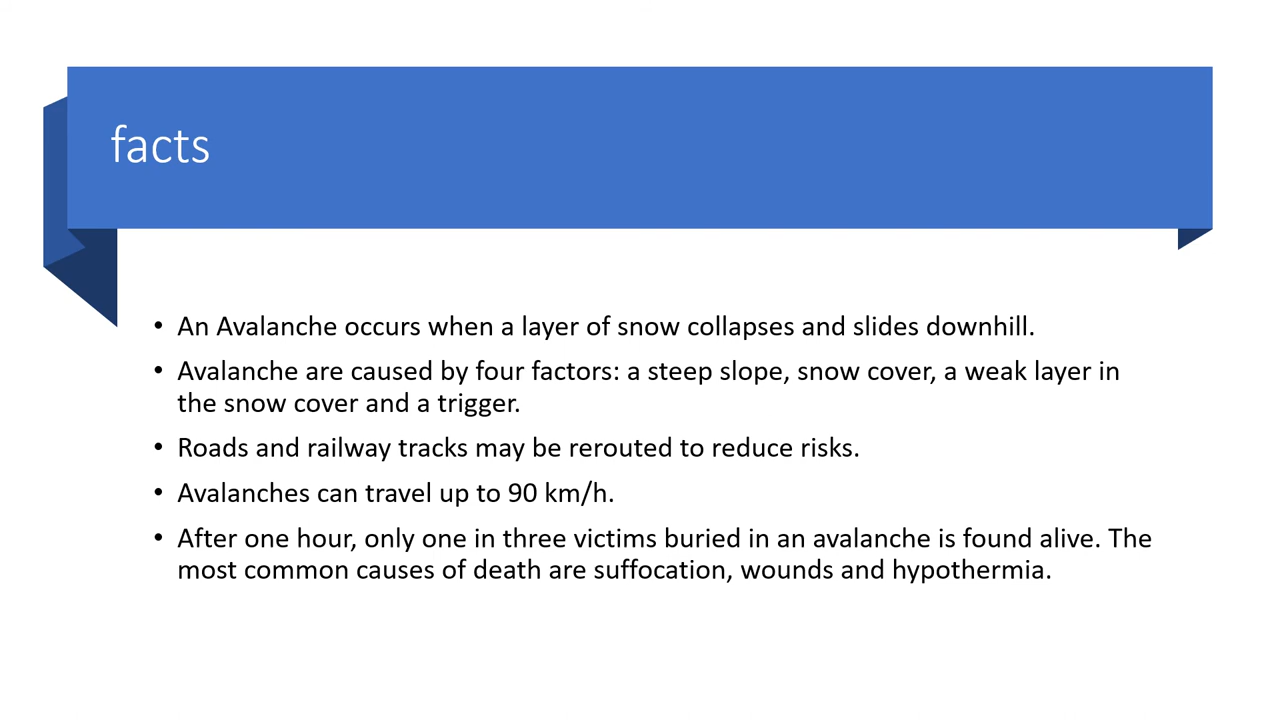 facts
• An Avalanche occurs when a layer of snow collapses and slides downhill.
• Avalanche are caused by four factors: a steep slope, snow cover, a weak layer in
the snow cover and a trigger.
• Roads and railway tracks may be rerouted to reduce risks.
• Avalanches can travel up to 90 km/h.
• After one hour, only one in three victims buried in an avalanche is found alive. The
most common causes of death are suffocation, wounds and hypothermia.